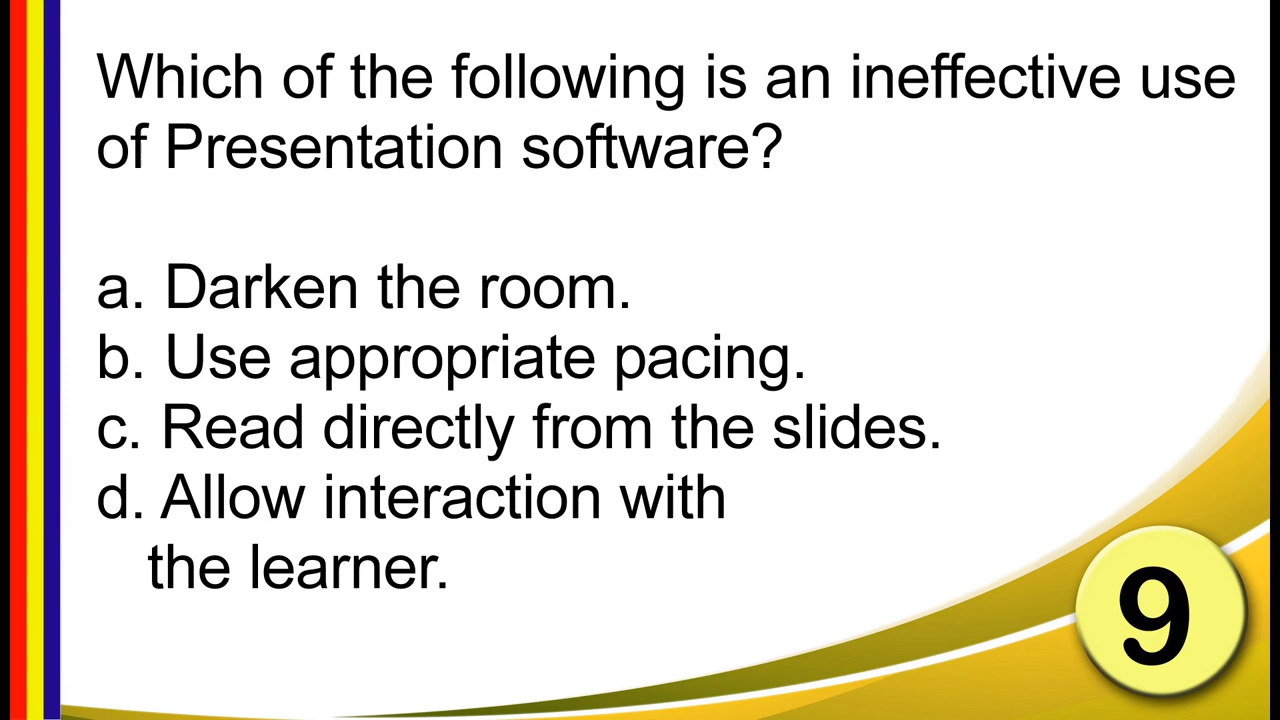 Which of the following is an ineffective use
of Presentation software?
a. Darken the room.
b. Use appropriate pacing.
c. Read directly from the slides.
d. Allow interaction with
the learner.
9